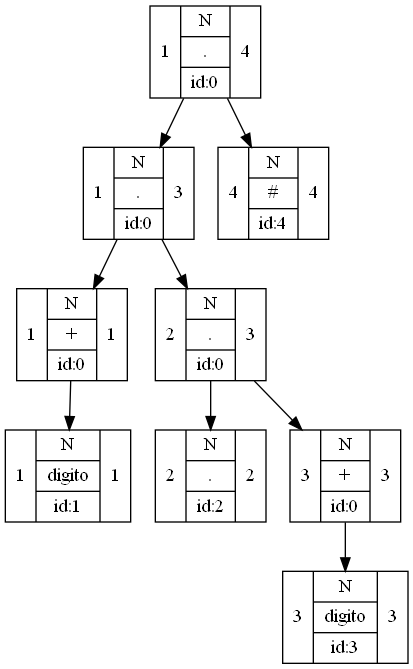 N
1 . 4
id:0
N
1 . 3
id:0
N
4 # 4
id:4
N
1 + 1
id:0
N
2 . 3
id:0
N
1 digito 1
id:1
N
2 . 2
id:2
N
3 + 3
id:0
N
3 digito 3
id:3